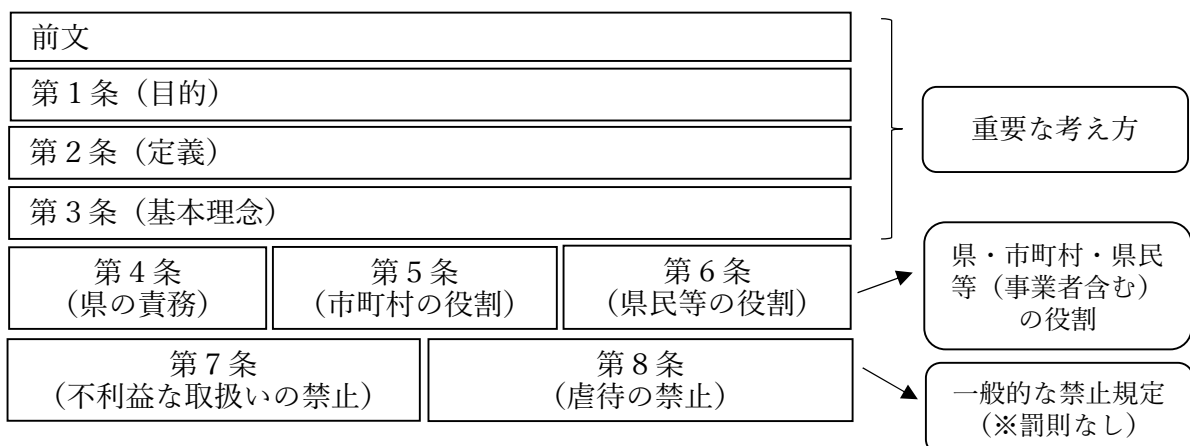 前文
第1条（目的）
第2条（定義）
第3条（基本理念）
重要な考え方
第4条
（県の責務）
第5条
（市町村の役割）
第6条
（県民等の役割）
県・市町村・県民
等（事業者含む）
の役割
第7条
（不利益な取扱いの禁止）
第8条
（虐待の禁止）
一般的な禁止規定
（※罰則なし）